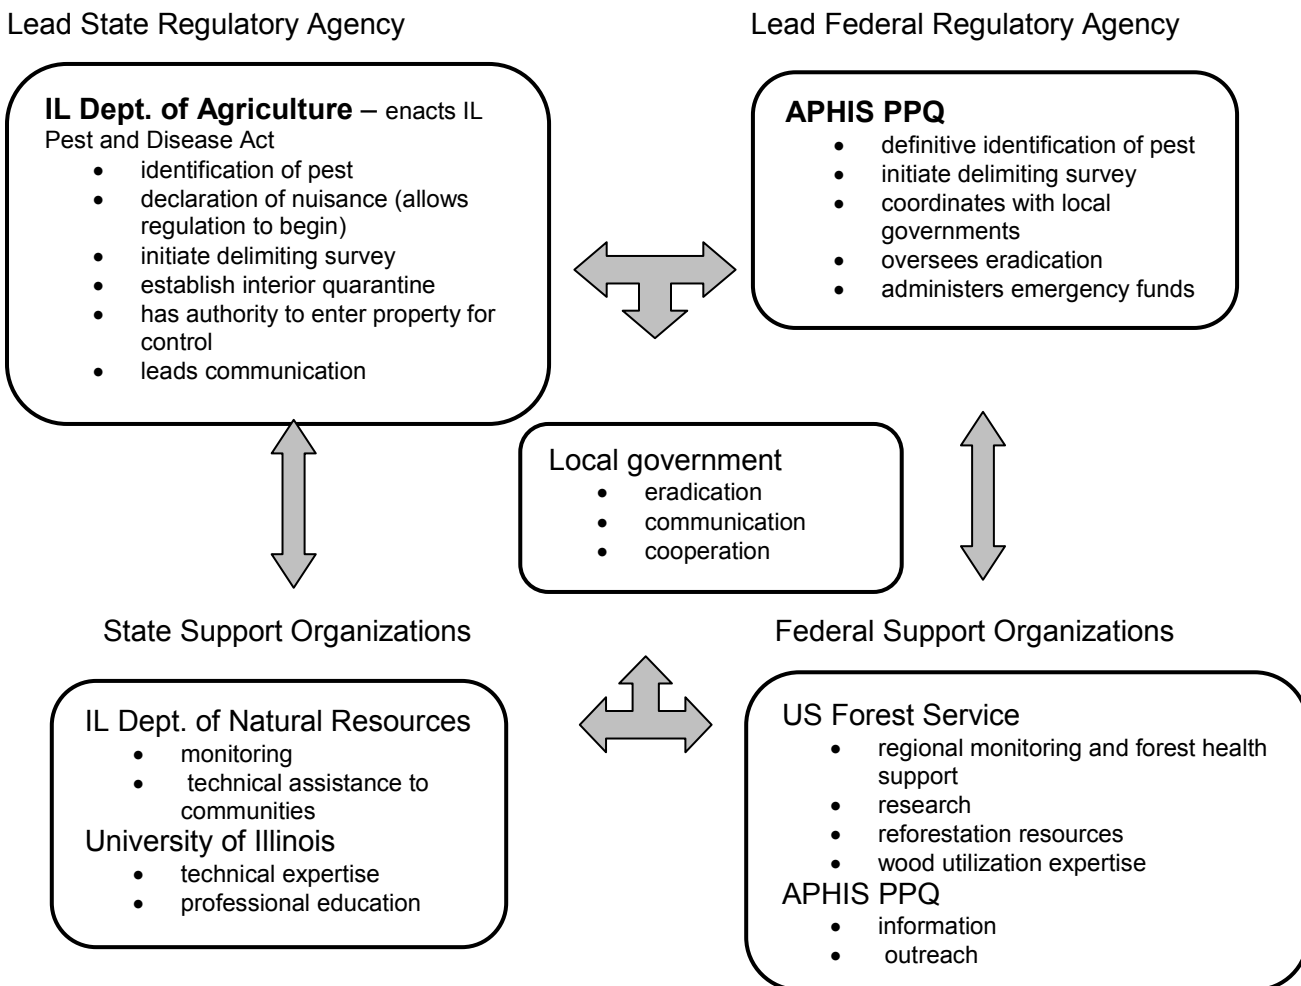 Lead State Regulatory Agency
Lead Federal Regulatory Agency
IL Dept. of Agriculture – enacts IL
Pest and Disease Act
• identification of pest
• declaration of nuisance (allows
regulation to begin)
• initiate delimiting survey
• establish interior quarantine
• has authority to enter property for
control
• leads communication
APHIS PPQ
• definitive identification of pest
• initiate delimiting survey
• coordinates with local
governments
• oversees eradication
• administers emergency funds
Local government
• eradication
• communication
• cooperation
State Support Organizations
Federal Support Organizations
IL Dept. of Natural Resources
• monitoring
• technical assistance to
communities
University of Illinois
• technical expertise
• professional education
US Forest Service
• regional monitoring and forest health
support
• research
• reforestation resources
• wood utilization expertise
APHIS PPQ
• information
• outreach